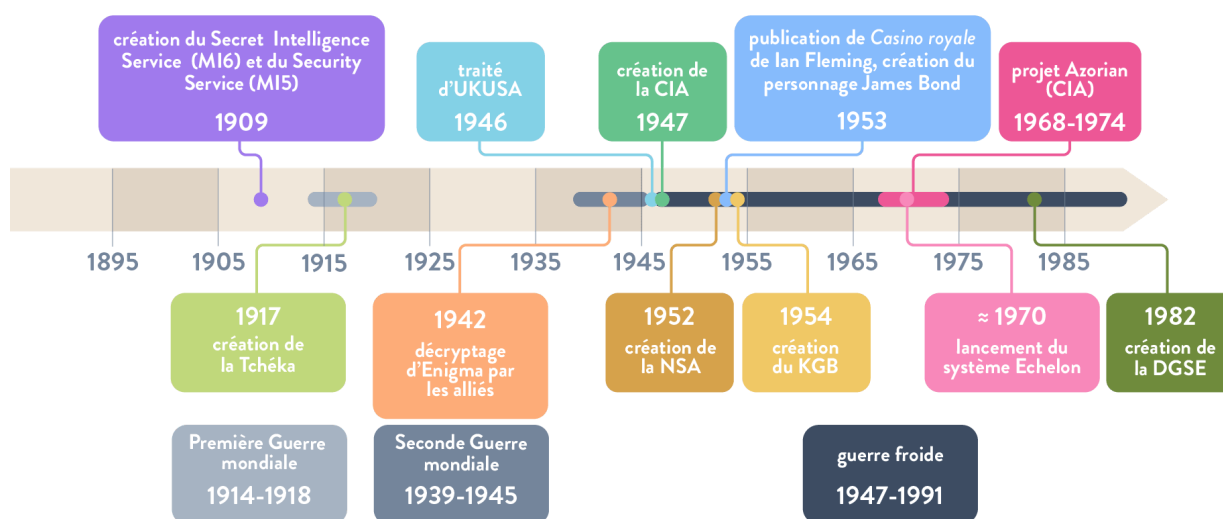 création du Secret Intelligence
Service (MI6) et du Security
Service (MI5)
1909
traité
d'UKUSA
1946
création de
la CIA
1947
publication de Casino royale
de Ian Fleming, création du
personnage James Bond
1953
projet Azorian
(CIA)
1968-1974
1895
1905
1915
1925
1935
1945
1955
1965
1975
1985
1917
création de
la Tchéka
1942
décryptage
d'Enigma par
les alliés
1952
création de
la NSA
1954
création
du KGB
≈ 1970
lancement du
système Echelon
1982
création de
la DGSE
Première Guerre
mondiale
1914-1918
Seconde Guerre
mondiale
1939-1945
guerre froide
1947-1991